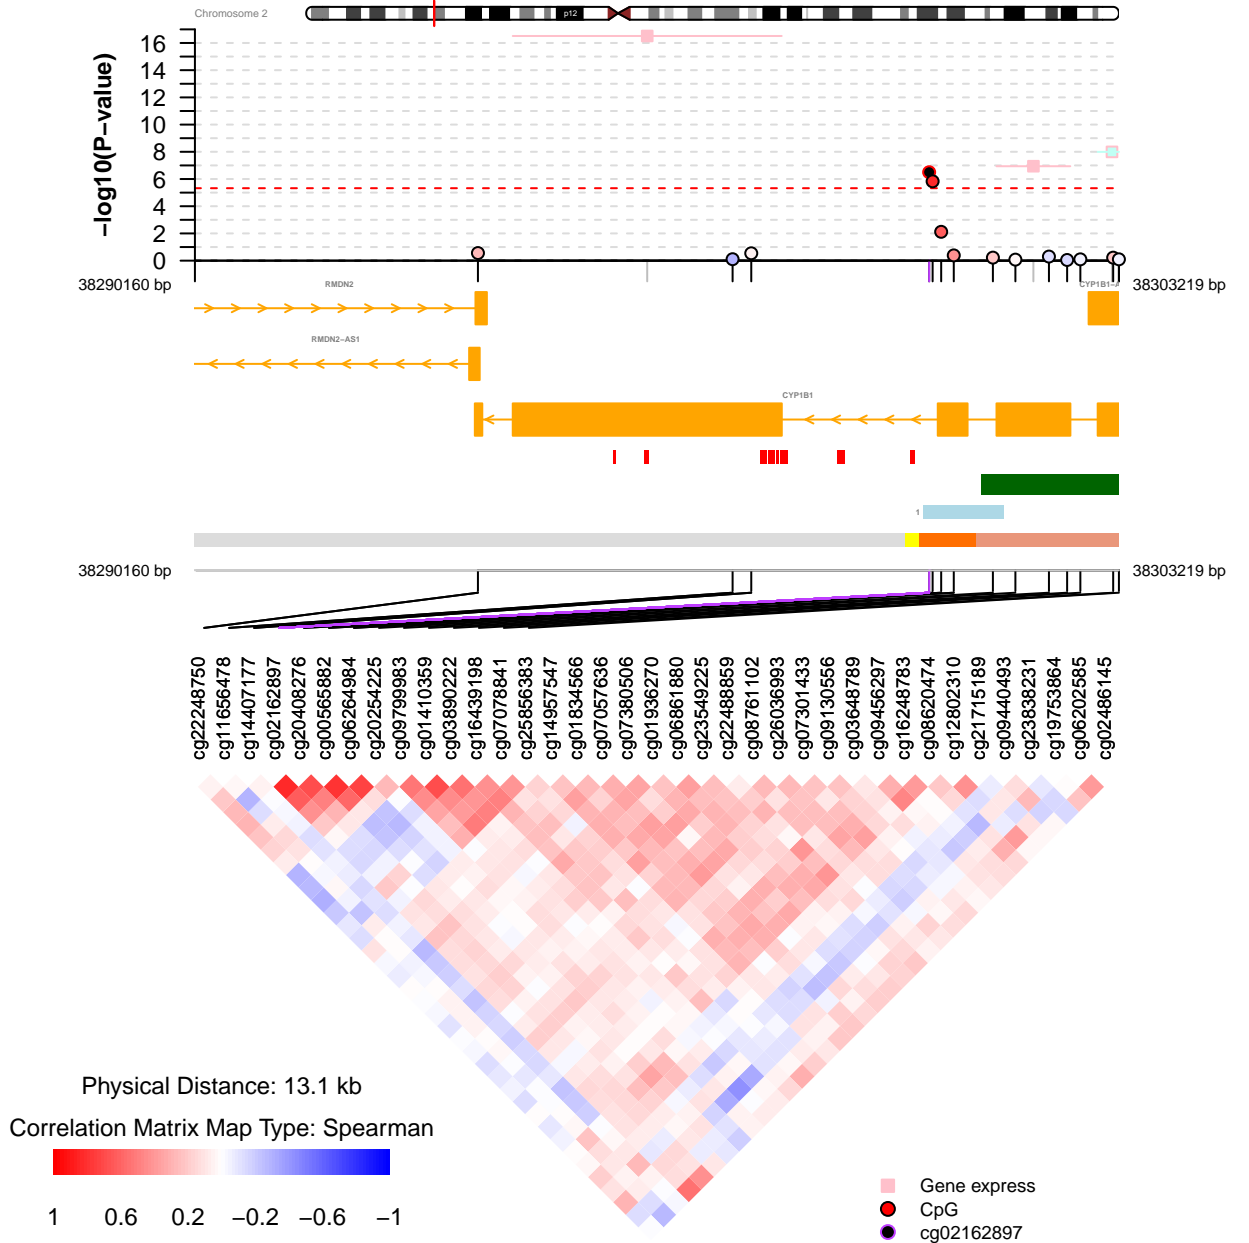 Chromosome 2
p12
−log10(P−value)
16
14
12
10
8
6
4
2
0
38290160 bp
38303219 bp
RMDN2
CYP1B1-A
RMDN2−AS1
CYP1B1
1
38290160 bp
38303219 bp
cg22248750
cg11656478
cg14407177
cg02162897
cg20408276
cg00565882
cg06264984
cg20254225
cg09799983
cg01410359
cg03890222
cg16439198
cg07078841
cg25856383
cg14957547
cg01834566
cg07057636
cg07380506
cg01936270
cg06861880
cg23549225
cg22488859
cg08761102
cg26036993
cg07301433
cg09130556
cg03648789
cg09456297
cg16248783
cg08620474
cg12802310
cg21715189
cg09440493
cg23838231
cg19753864
cg06202585
cg02486145
Physical Distance: 13.1 kb
Correlation Matrix Map Type: Spearman
1 0.6 0.2 −0.2 −0.6 −1
Gene express
CpG
cg02162897